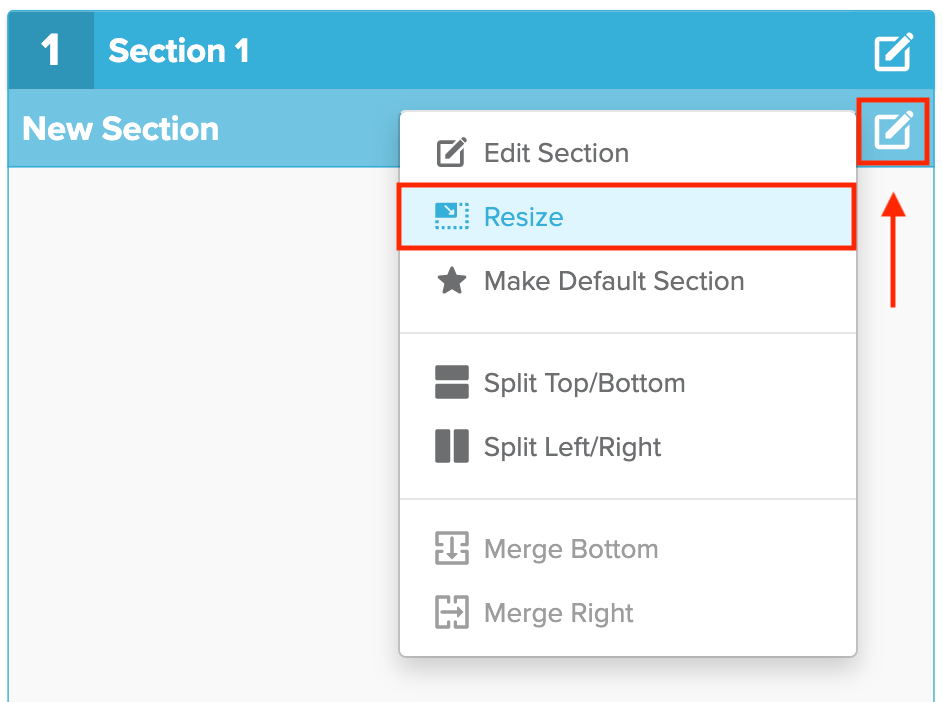 1 Section 1
New Section
Edit Section
Resize
Make Default Section
Split Top/Bottom
Split Left/Right
Merge Bottom
Merge Right